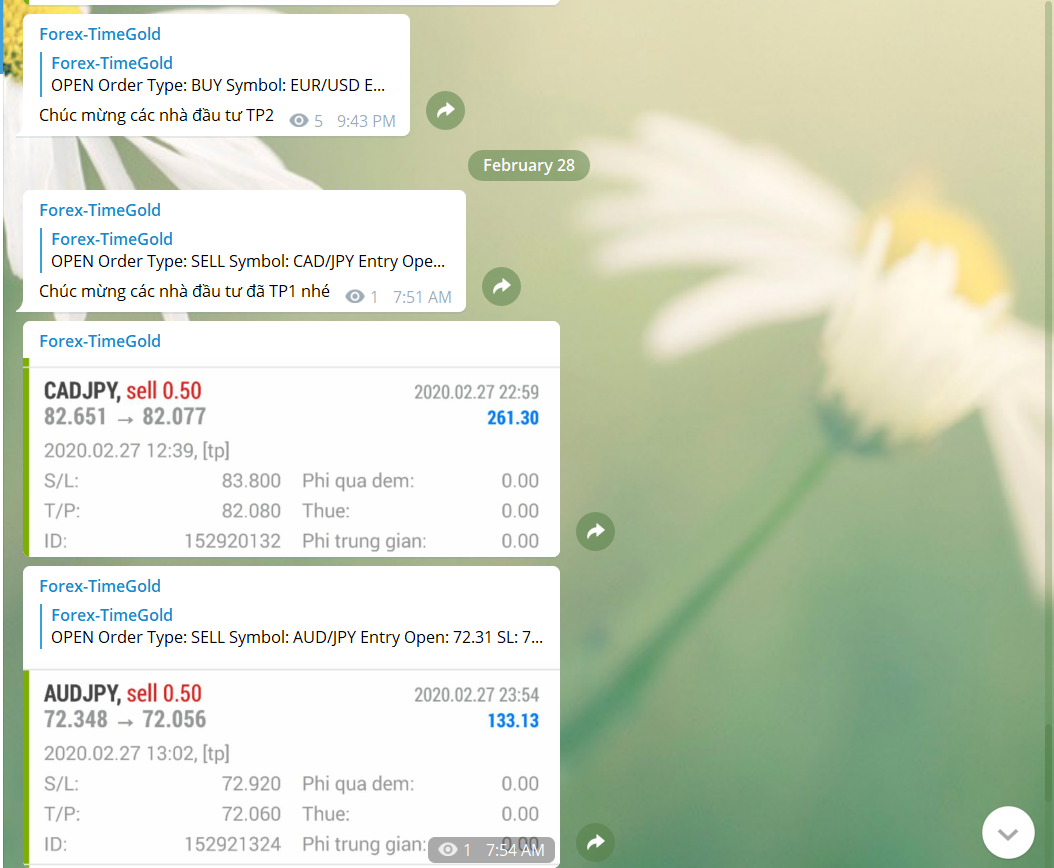 Forex-TimeGold
Forex-TimeGold
OPEN Order Type: BUY Symbol: EUR/USD E...
Chúc mừng các nhà đầu tư TP2 5 9:43 PM
February 28
Forex-TimeGold
Forex-TimeGold
OPEN Order Type: SELL Symbol: CAD/JPY Entry Ope...
Chúc mừng các nhà đầu tư đã TP1 nhé 1 7:51 AM
Forex-TimeGold
CADJPY, sell 0.50 2020.02.27 22:59
82.651 → 82.077 261.30
2020.02.27 12:39, [tp]
S/L: 83.800 Phi qua dem: 0.00
T/P: 82.080 Thue: 0.00
ID: 152920132 Phi trung gian: 0.00
Forex-TimeGold
Forex-TimeGold
OPEN Order Type: SELL Symbol: AUD/JPY Entry Open: 72.31 SL: 7...
AUDJPY, sell 0.50 2020.02.27 23:54
72.348 → 72.056 133.13
2020.02.27 13:02, [tp]
S/L: 72.920 Phi qua dem: 0.00
T/P: 72.060 Thue: 0.00
ID: 152921324 Phi trung gian: 0.00
1 7:54 AM